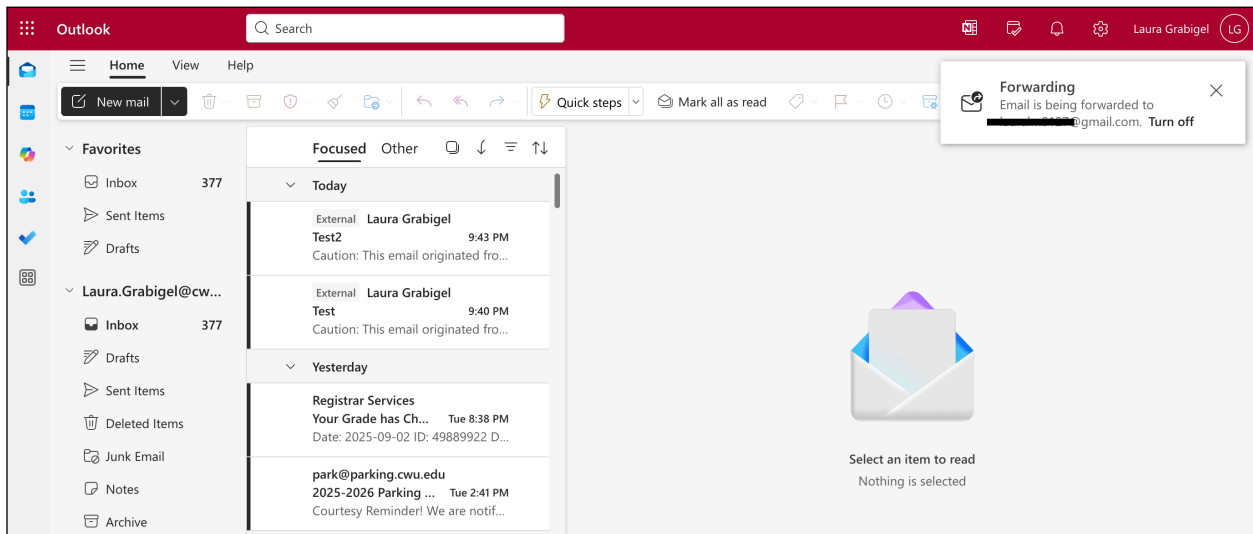 Outlook
Search
Laura Grabigel
LG
Home View Help
New mail
Quick steps
Mark all as read
Forwarding
Email is being forwarded to
@gmail.com. Turn off
Favorites
Inbox 377
Sent Items
Drafts
Laura.Grabigel@cw...
Inbox 377
Drafts
Sent Items
Deleted Items
Junk Email
Notes
Archive
Focused Other
Today
External Laura Grabigel
Test2 9:43 PM
Caution: This email originated fro...
External Laura Grabigel
Test 9:40 PM
Caution: This email originated fro...
Yesterday
Registrar Services
Your Grade has Ch... Tue 8:38 PM
Date: 2025-09-02 ID: 49889922 D...
park@parking.cwu.edu
2025-2026 Parking ... Tue 2:41 PM
Courtesy Reminder! We are notif...
Select an item to read
Nothing is selected